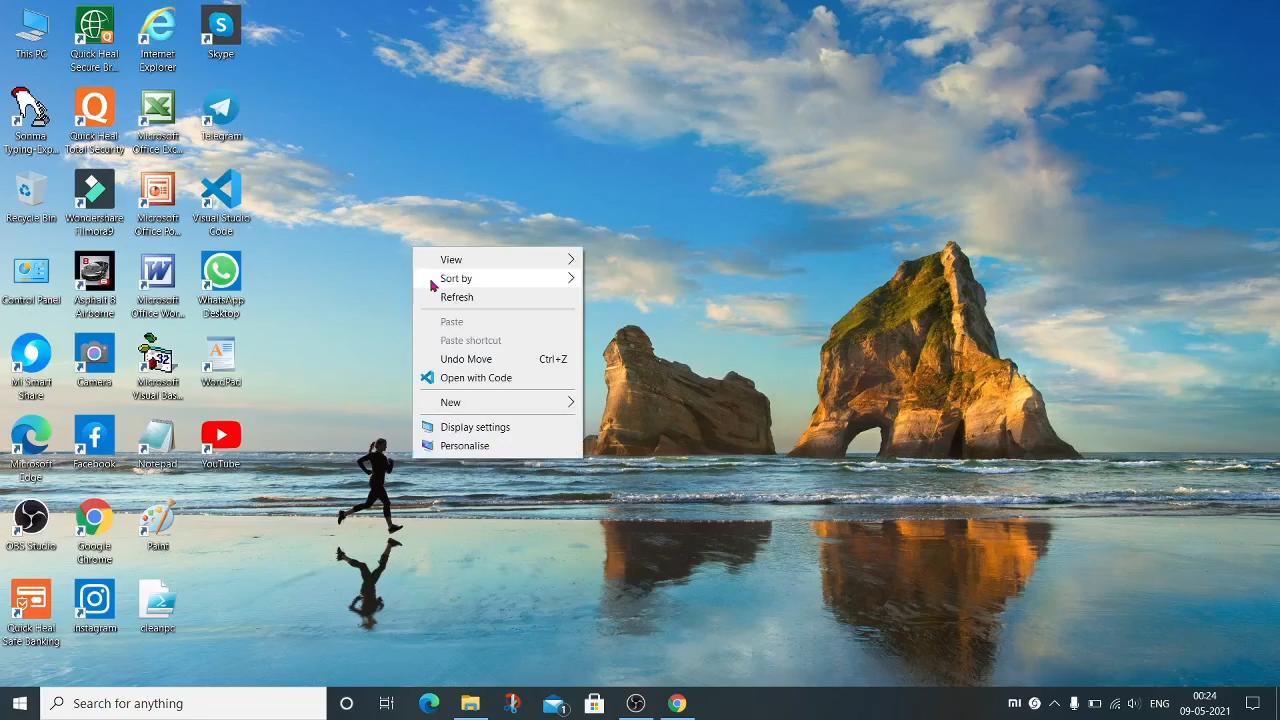 This PC
Quick Heal
Secure Br...
Internet
Explorer
Skype
Sonma
Typing-Exp...
Quick Heal
Total Security
Microsoft
Office Exc...
Telegram
Recycle Bin
Wondershare
Filmora9
Microsoft
Office Po...
Visual Studio
Code
Control Panel
Asphalt 8
Airborne
Microsoft
Office Wor...
WhatsApp
Desktop
Mi Smart
Share
Camera
Microsoft
Visual Bas...
WordPad
Microsoft
Edge
Facebook
Notepad
YouTube
OBS Studio
Google
Chrome
Paint
Quick Heal
Safe Banking
Instagram
cleanpc
View
Sort by
Refresh
Paste
Paste shortcut
Undo Move Ctrl+Z
Open with Code
New
Display settings
Personalise
Search for anything
1
ENG
00:24
09-05-2021